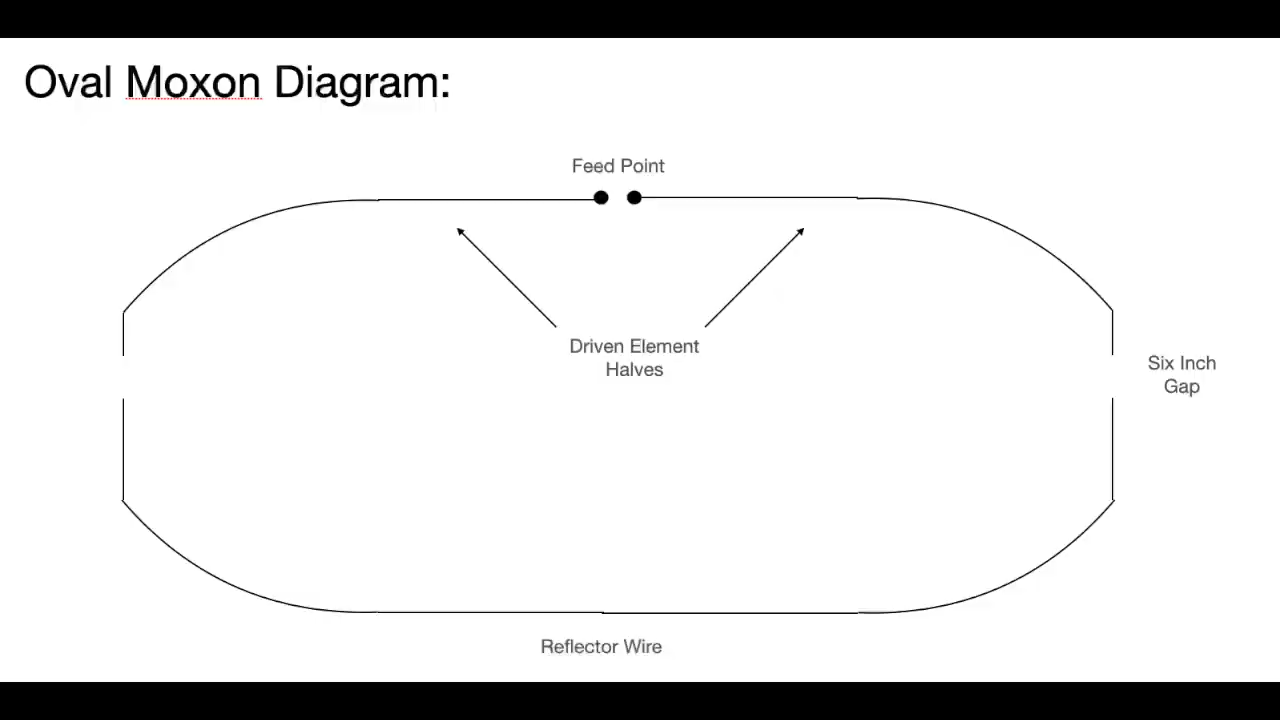 Oval Moxon Diagram:
Feed Point
Driven Element
Halves
Six Inch
Gap
Reflector Wire